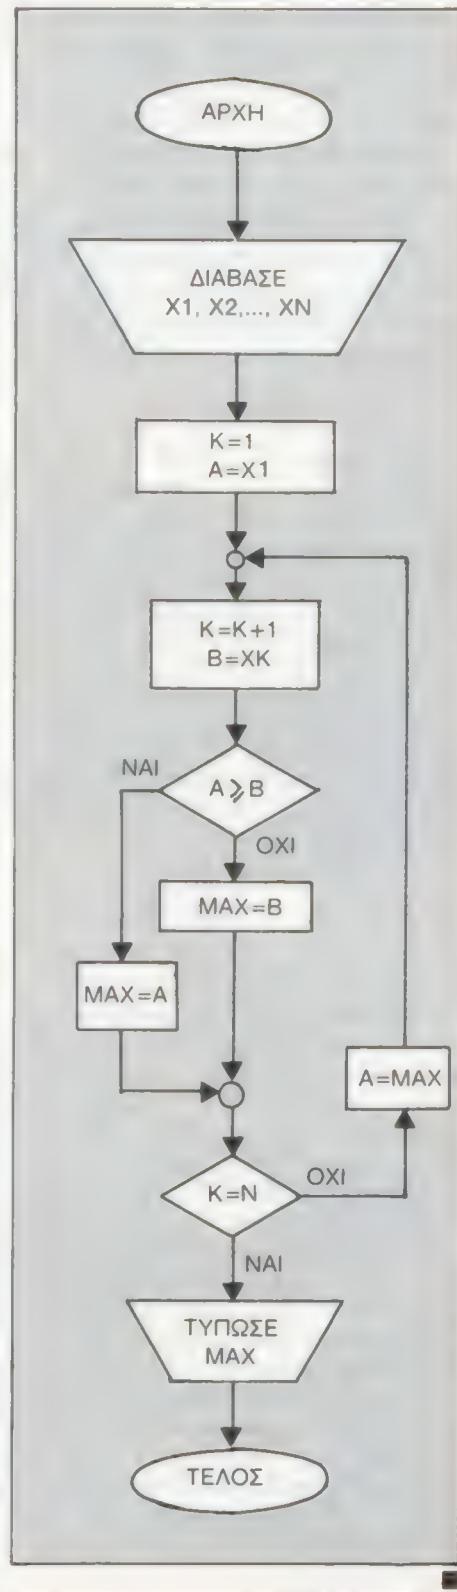 ΑΡΧΗ
ΔΙΑΒΑΣΕ
X1, X2,..., XN
K=1
A=X1
K=K+1
B=XK
ΝΑΙ
A⩾B
ΟΧΙ
MAX=B
MAX=A
A=MAX
K=N
ΟΧΙ
ΝΑΙ
ΤΥΠΩΣΕ
MAX
ΤΕΛΟΣ